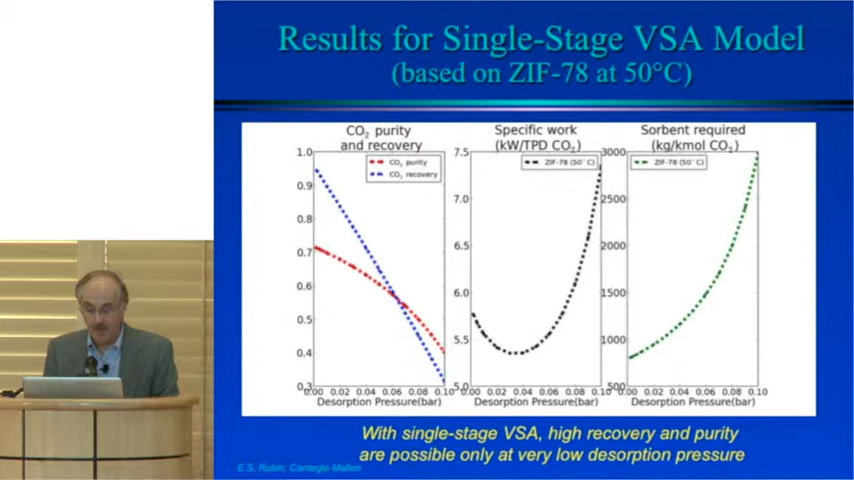 Results for Single-Stage VSA Model
(based on ZIF-78 at 50°C)
CO₂ purity
and recovery
1.0
0.9
0.8
0.7
0.6
0.5
0.4
0.3
CO₂ purity
CO₂ recovery
0.00 0.02 0.04 0.06 0.08 0.10
Desorption Pressure(bar)
Specific work
(kW/TPD CO₂)
7.5
7.0
6.5
6.0
5.5
5.0
ZIF-78 (50°C)
0.00 0.02 0.04 0.06 0.08 0.10
Desorption Pressure(bar)
Sorbent required
(kg/kmol CO₂)
3000
2500
2000
1500
1000
500
ZIF-78 (50°C)
0.00 0.02 0.04 0.06 0.08 0.10
Desorption Pressure(bar)
With single-stage VSA, high recovery and purity
are possible only at very low desorption pressure
E.S. Rubin, Carnegie Mellon